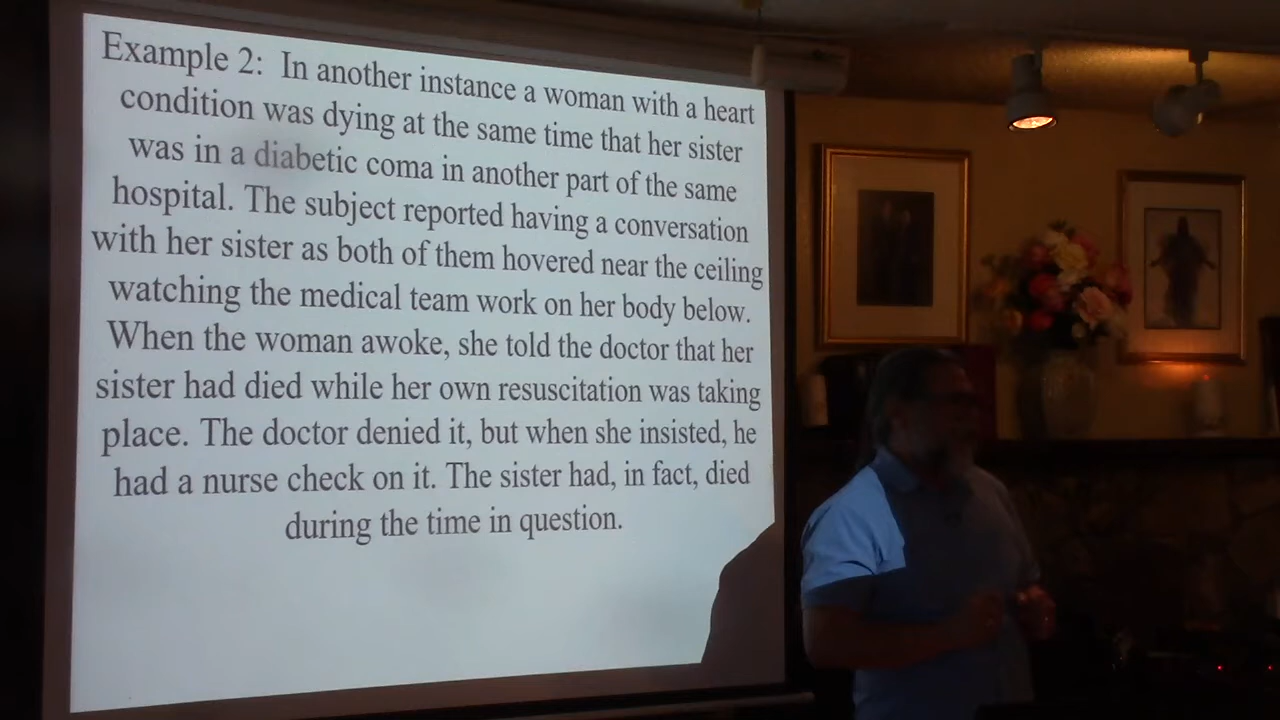 Example 2: In another instance a woman with a heart
condition was dying at the same time that her sister
was in a diabetic coma in another part of the same
hospital. The subject reported having a conversation
with her sister as both of them hovered near the ceiling
watching the medical team work on her body below.
When the woman awoke, she told the doctor that her
sister had died while her own resuscitation was taking
place. The doctor denied it, but when she insisted, he
had a nurse check on it. The sister had, in fact, died
during the time in question.